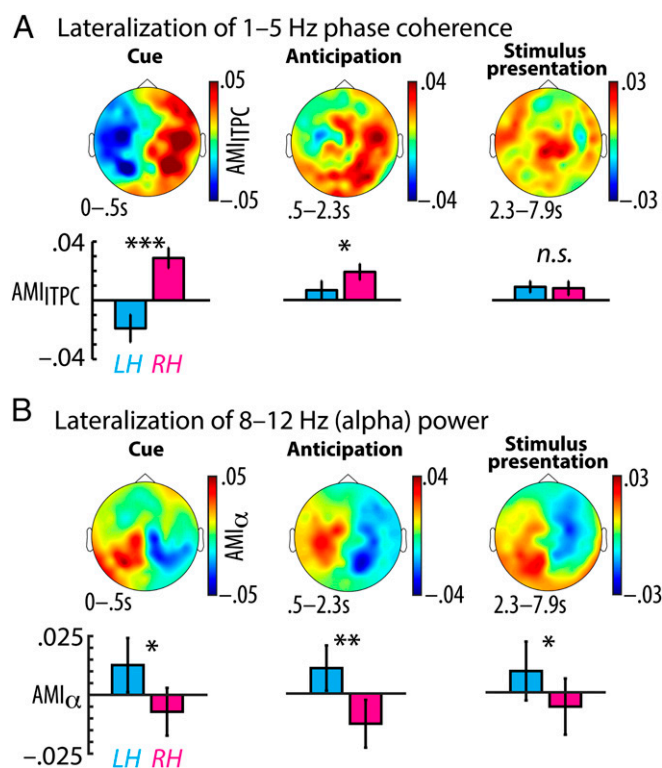 A Lateralization of 1–5 Hz phase coherence
Cue
Anticipation
Stimulus
presentation
.05
–.05
AMI_ITPC
.04
–.04
.03
–.03
0–.5s
.5–2.3s
2.3–7.9s
.04
AMI_ITPC
–.04
***
*
n.s.
LH RH
B Lateralization of 8–12 Hz (alpha) power
Cue
Anticipation
Stimulus
presentation
.05
–.05
AMIα
.04
–.04
.03
–.03
0–.5s
.5–2.3s
2.3–7.9s
.025
AMIα
–.025
*
**
*
LH RH